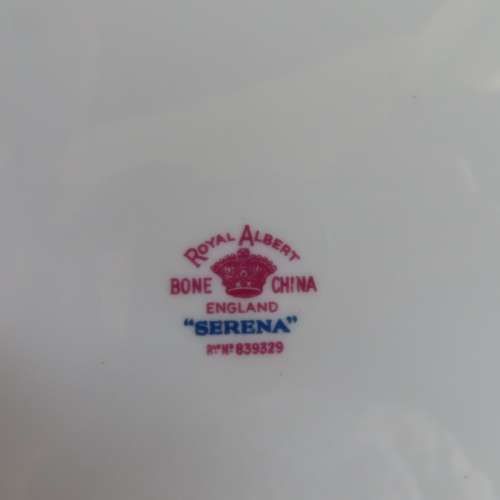 ROYAL ALBERT
BONE CHINA
ENGLAND
"SERENA"
Rᵈ Nº 839329